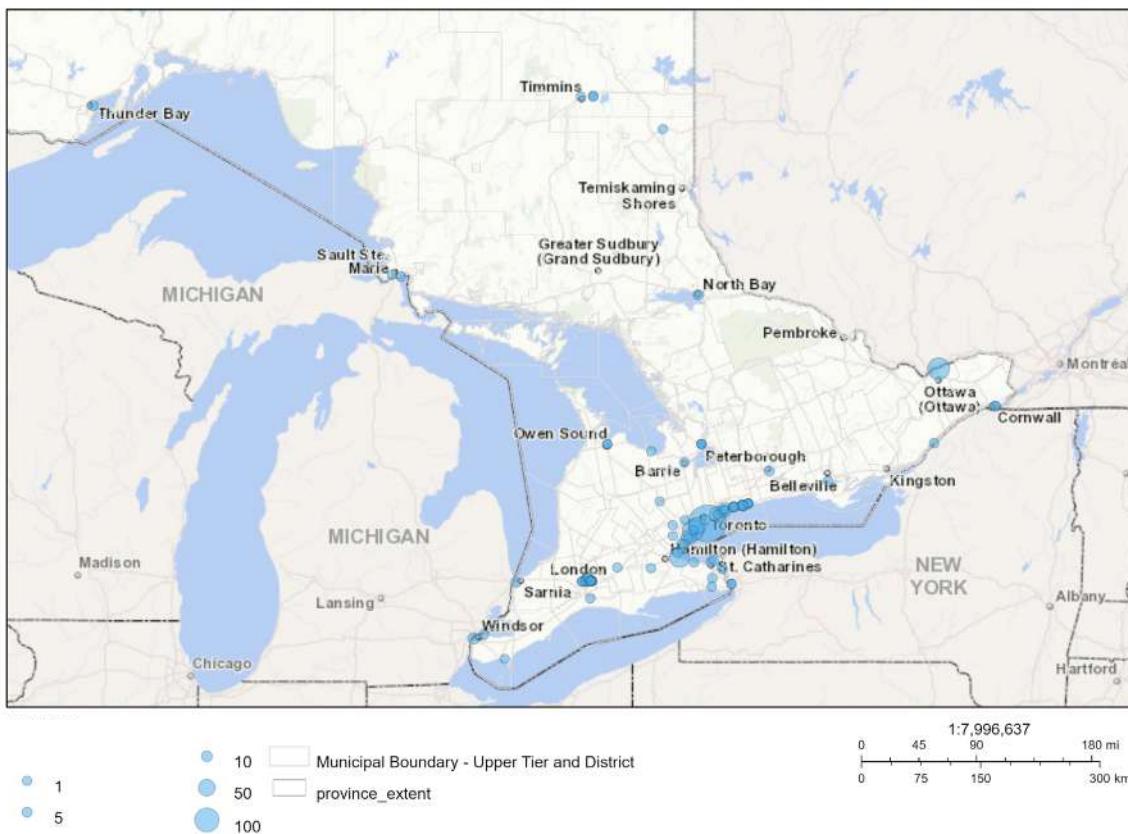 Timmins
Thunder Bay
Temiskaming
Shores
Greater Sudbury
(Grand Sudbury)
Sault Ste.
Marie
MICHIGAN
North Bay
Pembroke
Montréal
Ottawa
(Ottawa)
Cornwall
Owen Sound
Peterborough
Barrie
Belleville
Kingston
Toronto
MICHIGAN
Hamilton (Hamilton)
Madison
London
St. Catharines
NEW
YORK
Sarnia
Lansing
Albany
Windsor
Chicago
Hartford
1
5
10
50
100
Municipal Boundary - Upper Tier and District
province_extent
1:7,996,637
0 45 90 180 mi
0 75 150 300 km